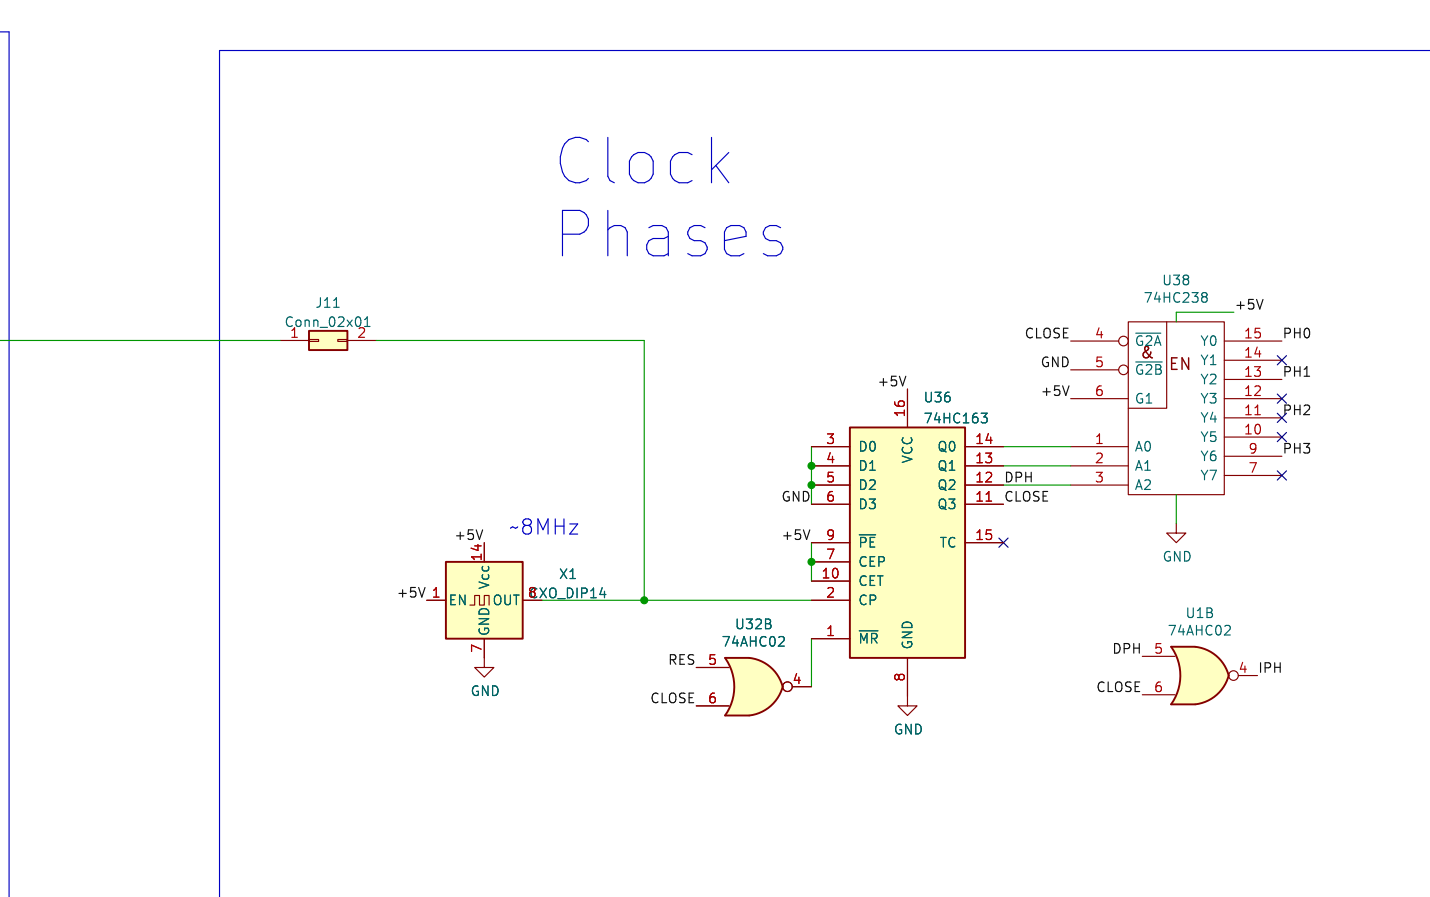 Clock
Phases
J11
Conn_02x01
1
2
~8MHz
+5V
14
Vcc
+5V
1
EN
OUT
8
X1
CXO_DIP14
GND
7
GND
+5V
16
U36
74HC163
VCC
3
D0
Q0
14
4
D1
Q1
13
5
D2
Q2
12
DPH
GND
6
D3
Q3
11
CLOSE
+5V
9
PE
TC
15
7
CEP
10
CET
2
CP
1
MR
GND
8
GND
U32B
74AHC02
RES
5
CLOSE
6
4
U38
74HC238
+5V
CLOSE
4
G2A
Y0
15
PH0
&
EN
Y1
14
GND
5
G2B
Y2
13
PH1
+5V
6
G1
Y3
12
Y4
11
PH2
Y5
10
1
A0
Y6
9
PH3
2
A1
Y7
7
3
A2
GND
U1B
74AHC02
DPH
5
CLOSE
6
4
IPH